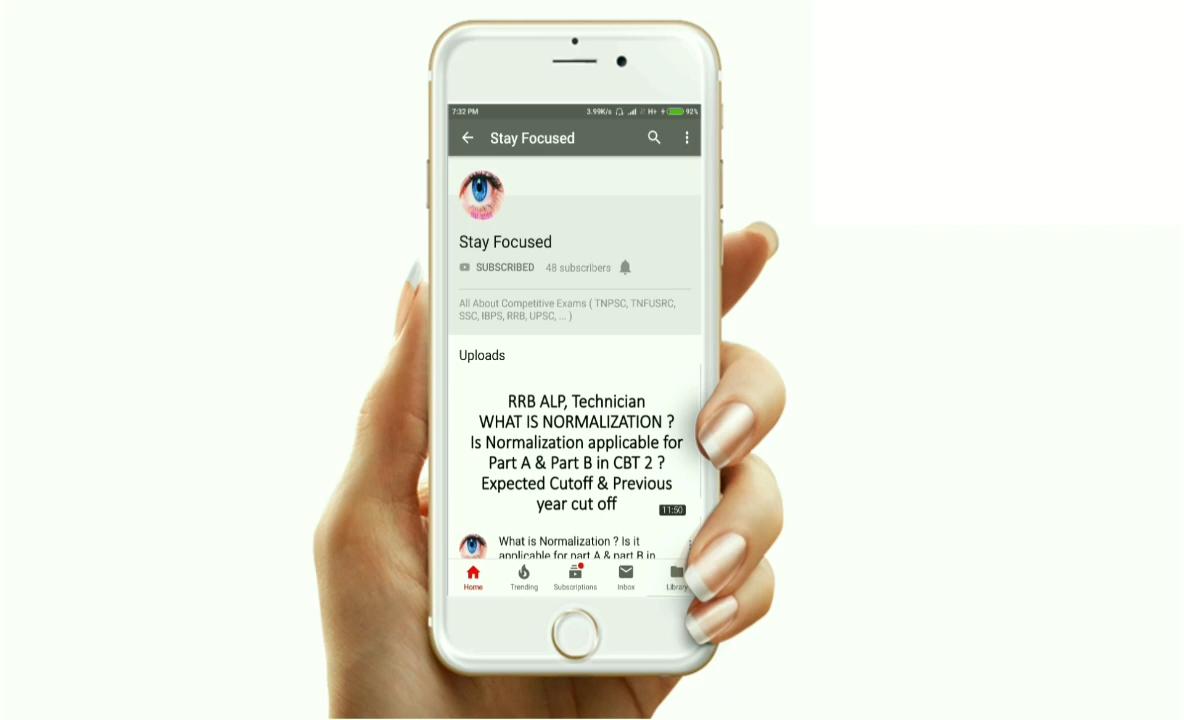 7:32 PM 3.99K/s H+ 92%
Stay Focused
Stay Focused
SUBSCRIBED 48 subscribers
All About Competitive Exams ( TNPSC, TNFUSRC,
SSC, IBPS, RRB, UPSC, ... )
Uploads
RRB ALP, Technician
WHAT IS NORMALIZATION ?
Is Normalization applicable for
Part A & Part B in CBT 2 ?
Expected Cutoff & Previous
year cut off
11:50
What is Normalization ? Is it
applicable for part A & part B in
Home Trending Subscriptions Inbox Library